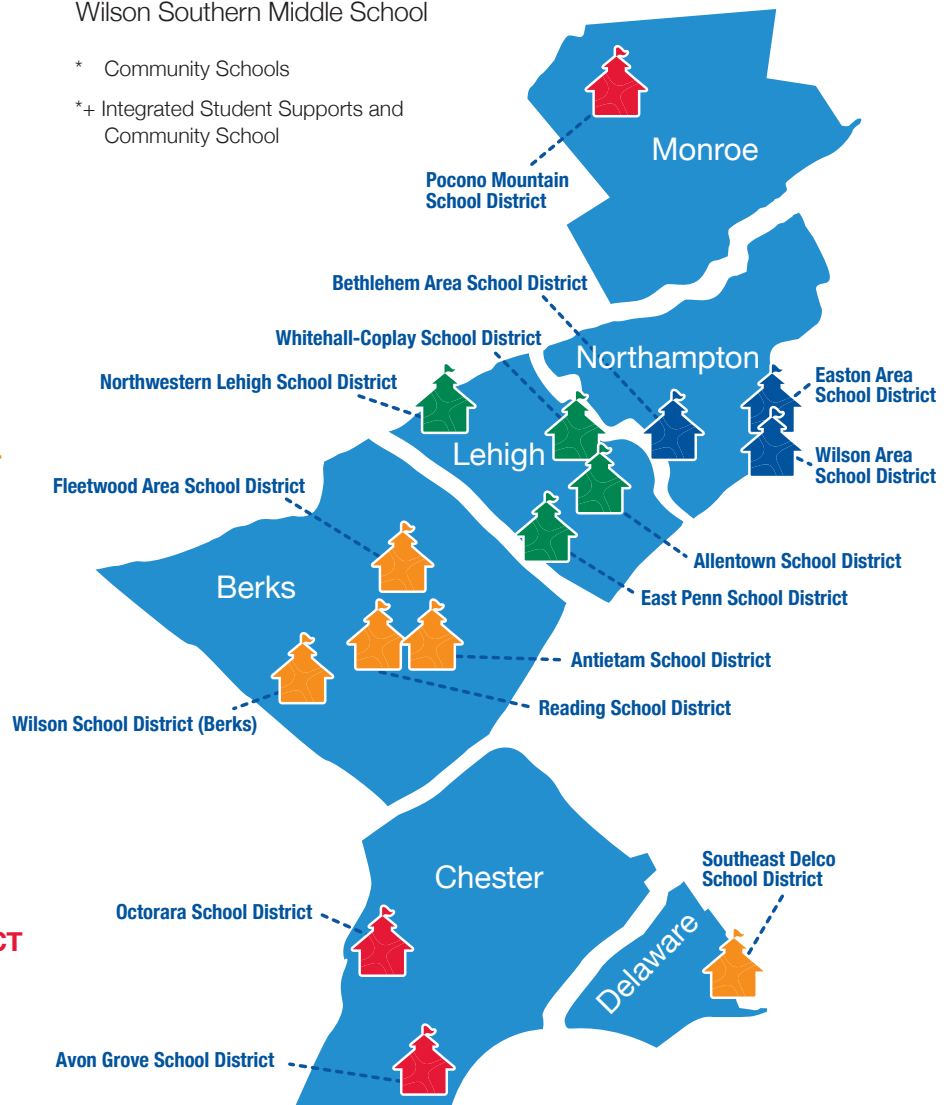 Wilson Southern Middle School
* Community Schools
*+ Integrated Student Supports and
Community School
Monroe
Pocono Mountain
School District
Bethlehem Area School District
Whitehall-Coplay School District
Northampton
Northwestern Lehigh School District
Easton Area
School District
Lehigh
Wilson Area
School District
Fleetwood Area School District
Allentown School District
Berks
East Penn School District
Antietam School District
Reading School District
Wilson School District (Berks)
Southeast Delco
School District
Chester
Octorara School District
CT
Delaware
Avon Grove School District